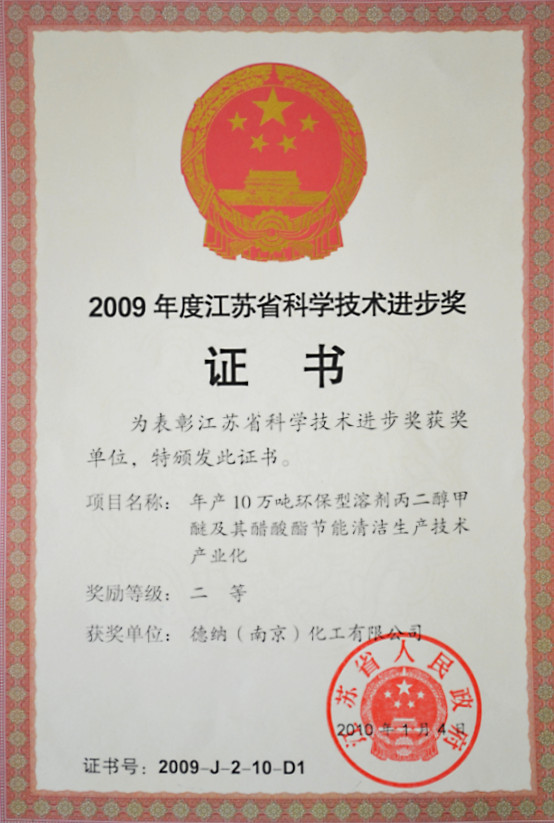 2009 年度江苏省科学技术进步奖
证 书
为表彰江苏省科学技术进步奖获奖
单位，特颁发此证书。
项目名称： 年产 10 万吨环保型溶剂丙二醇甲
醚及其醋酸酯节能清洁生产技术
产业化
奖励等级： 二 等
获奖单位： 德纳（南京）化工有限公司
江苏省人民政府
2010 年 1 月 4 日
证书号：2009-J-2-10-D1